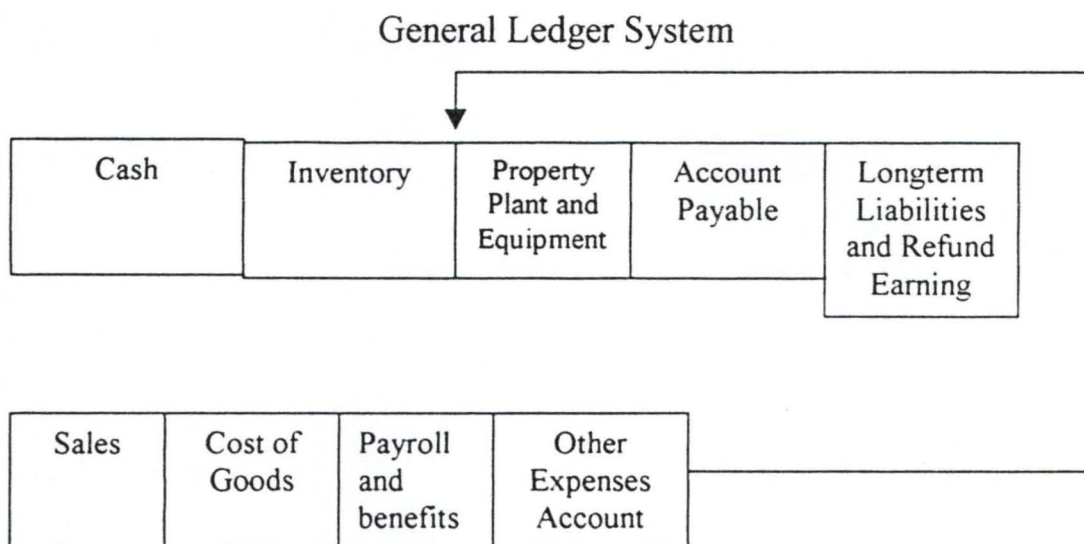 General Ledger System
Cash
Inventory
Property
Plant and
Equipment
Account
Payable
Longterm
Liabilities
and Refund
Earning
Sales
Cost of
Goods
Payroll
and
benefits
Other
Expenses
Account